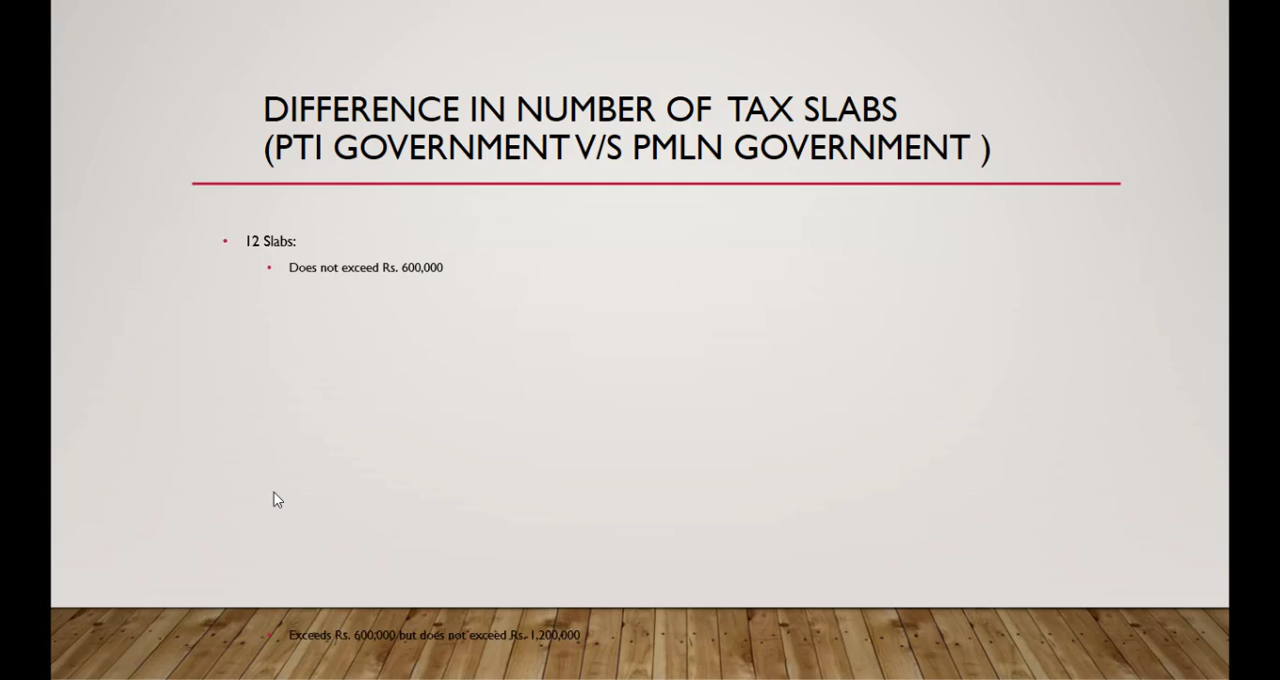 DIFFERENCE IN NUMBER OF TAX SLABS
(PTI GOVERNMENT V/S PMLN GOVERNMENT )
• 12 Slabs:
• Does not exceed Rs. 600,000
• Exceeds Rs. 600,000 but does not exceed Rs. 1,200,000